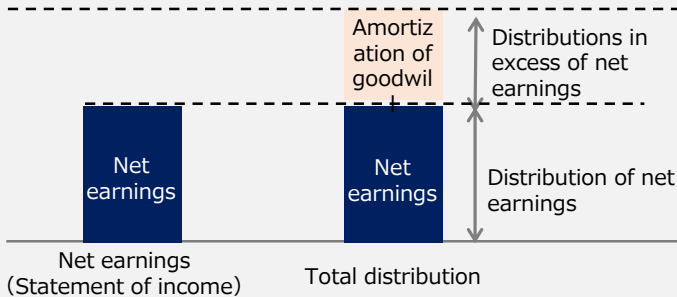 Amortiz
ation of
goodwil
Distributions in
excess of net
earnings
Net
earnings
Net
earnings
Distribution of net
earnings
Net earnings
（Statement of income）
Total distribution